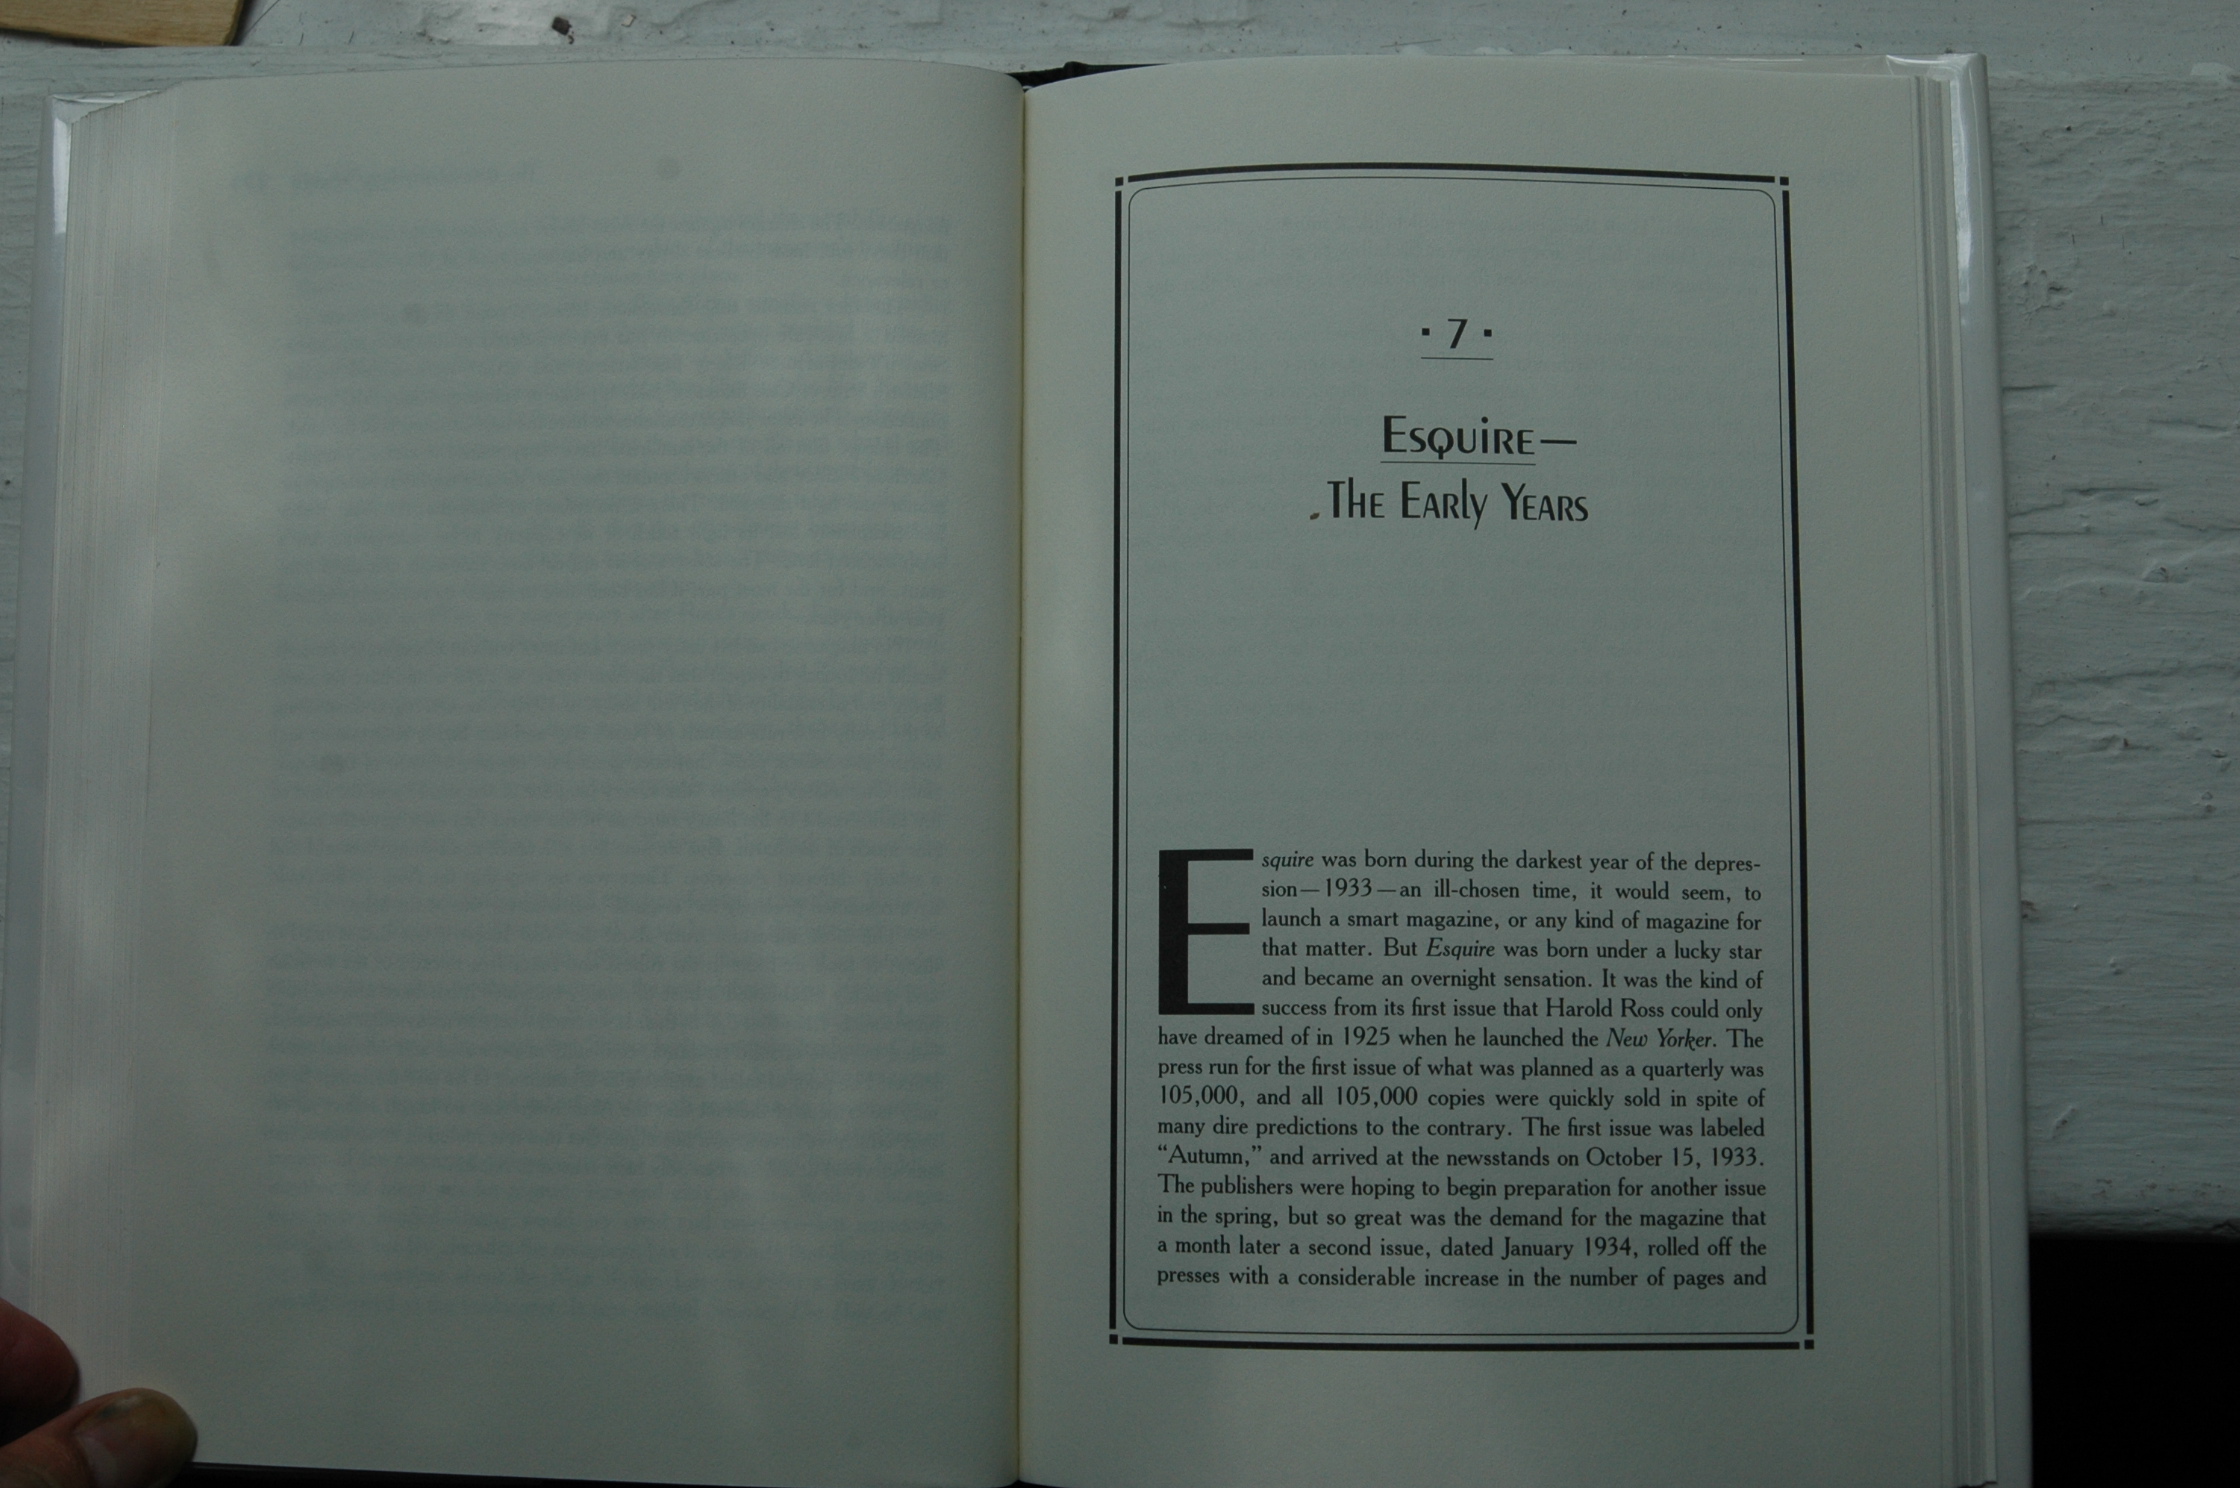 · 7 ·
Esquire—
The Early Years
Esquire was born during the darkest year of the depres-
sion—1933—an ill-chosen time, it would seem, to
launch a smart magazine, or any kind of magazine for
that matter. But Esquire was born under a lucky star
and became an overnight sensation. It was the kind of
success from its first issue that Harold Ross could only
have dreamed of in 1925 when he launched the New Yorker. The
press run for the first issue of what was planned as a quarterly was
105,000, and all 105,000 copies were quickly sold in spite of
many dire predictions to the contrary. The first issue was labeled
“Autumn,” and arrived at the newsstands on October 15, 1933.
The publishers were hoping to begin preparation for another issue
in the spring, but so great was the demand for the magazine that
a month later a second issue, dated January 1934, rolled off the
presses with a considerable increase in the number of pages and